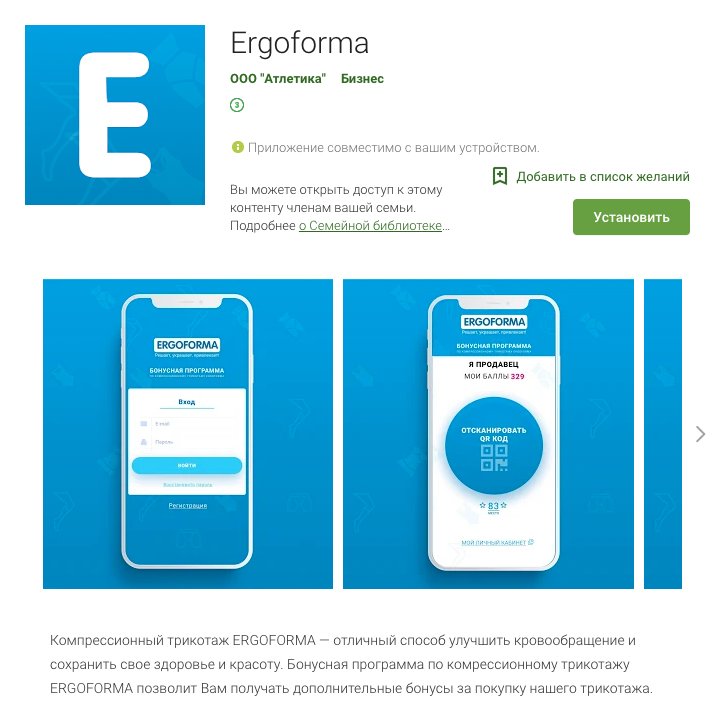 E
Ergoforma
ООО "Атлетика" Бизнес
3
Приложение совместимо с вашим устройством.
Добавить в список желаний
Вы можете открыть доступ к этому
контенту членам вашей семьи.
Подробнее о Семейной библиотеке…
Установить
ERGOFORMA
БОНУСНАЯ ПРОГРАММА
Вход
E-mail
Пароль
ВОЙТИ
Восстановить пароль
Регистрация
ERGOFORMA
БОНУСНАЯ ПРОГРАММА
Я ПРОДАВЕЦ
МОИ БАЛЛЫ 329
ОТСКАНИРОВАТЬ
QR КОД
83
МЕСТО
МОЙ ЛИЧНЫЙ КАБИНЕТ
Компрессионный трикотаж ERGOFORMA — отличный способ улучшить кровообращение и
сохранить свое здоровье и красоту. Бонусная программа по компрессионному трикотажу
ERGOFORMA позволит Вам получать дополнительные бонусы за покупку нашего трикотажа.